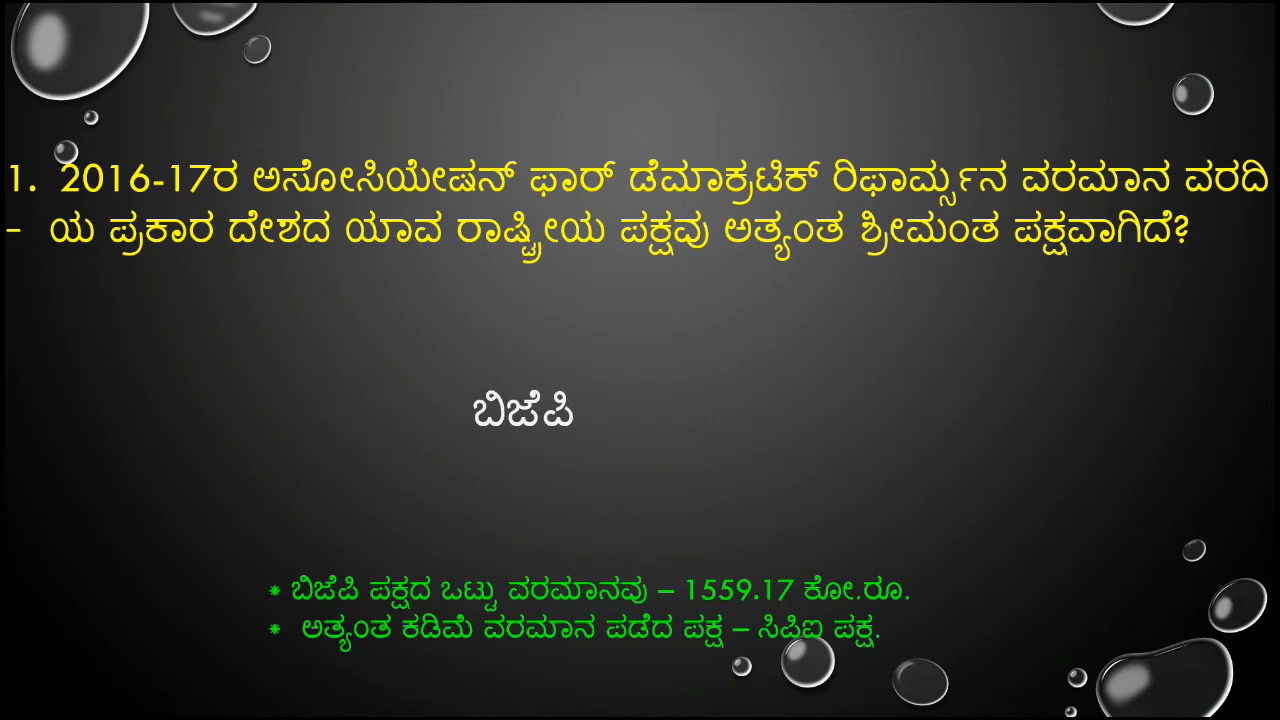 1. 2016-17ರ ಅಸೋಸಿಯೇಷನ್ ಫಾರ್ ಡೆಮಾಕ್ರಟಿಕ್ ರಿಫಾರ್ಮ್ಸ್‌ನ ವರಮಾನ ವರದಿ
- ಯ ಪ್ರಕಾರ ದೇಶದ ಯಾವ ರಾಷ್ಟ್ರೀಯ ಪಕ್ಷವು ಅತ್ಯಂತ ಶ್ರೀಮಂತ ಪಕ್ಷವಾಗಿದೆ?
ಬಿಜೆಪಿ
* ಬಿಜೆಪಿ ಪಕ್ಷದ ಒಟ್ಟು ವರಮಾನವು – 1559.17 ಕೋ.ರೂ.
* ಅತ್ಯಂತ ಕಡಿಮೆ ವರಮಾನ ಪಡೆದ ಪಕ್ಷ – ಸಿಪಿಐ ಪಕ್ಷ.